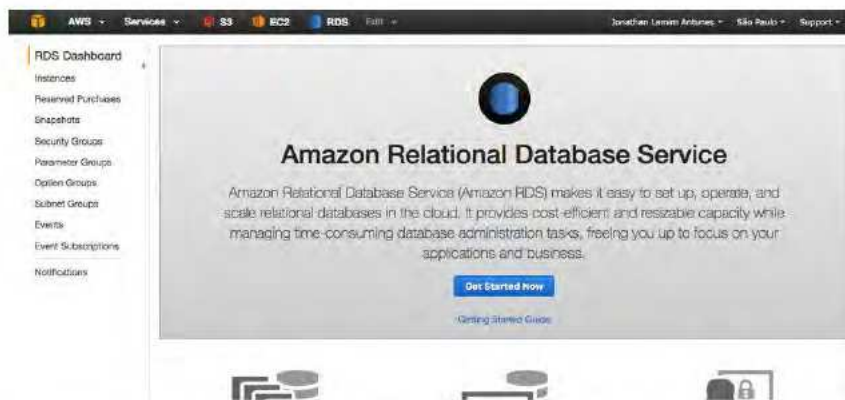 AWS Services S3 EC2 RDS Edit Jonathan Lamim Antunes São Paulo Support
RDS Dashboard
Instances
Reserved Purchases
Snapshots
Security Groups
Parameter Groups
Option Groups
Subnet Groups
Events
Event Subscriptions
Notifications
Amazon Relational Database Service
Amazon Relational Database Service (Amazon RDS) makes it easy to set up, operate, and
scale relational databases in the cloud. It provides cost-efficient and resizable capacity while
managing time-consuming database administration tasks, freeing you up to focus on your
applications and business.
Get Started Now
Getting Started Guide